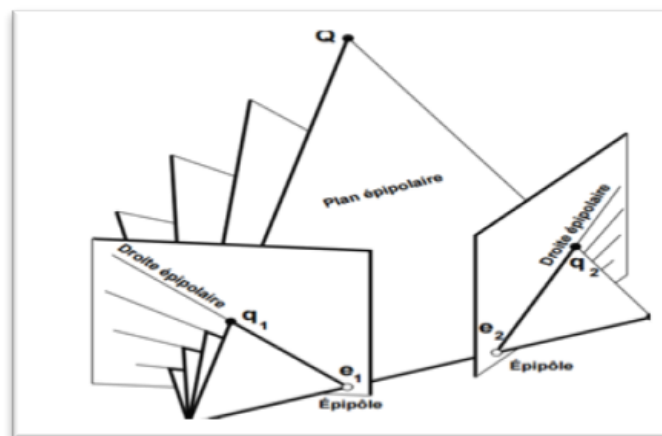 Q
Plan épipolaire
Droite épipolaire
q1
e1
Épipôle
Droite épipolaire
q2
e2
Épipôle